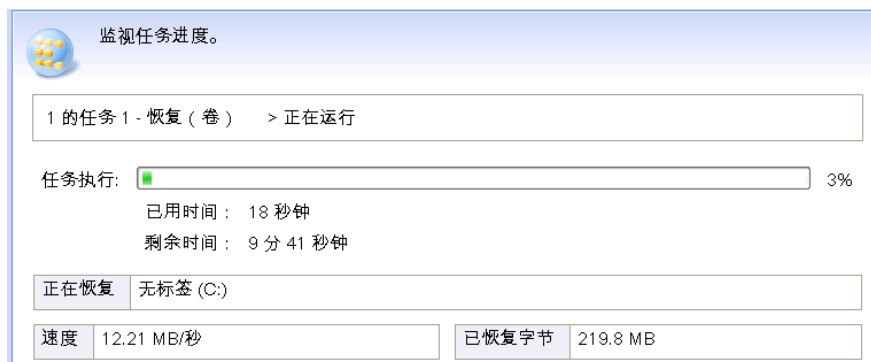 监视任务进度。
1 的任务 1 - 恢复 ( 卷 ) > 正在运行
任务执行: 3%
已用时间 : 18 秒钟
剩余时间 : 9 分 41 秒钟
正在恢复 无标签 (C:)
速度 12.21 MB/秒 已恢复字节 219.8 MB